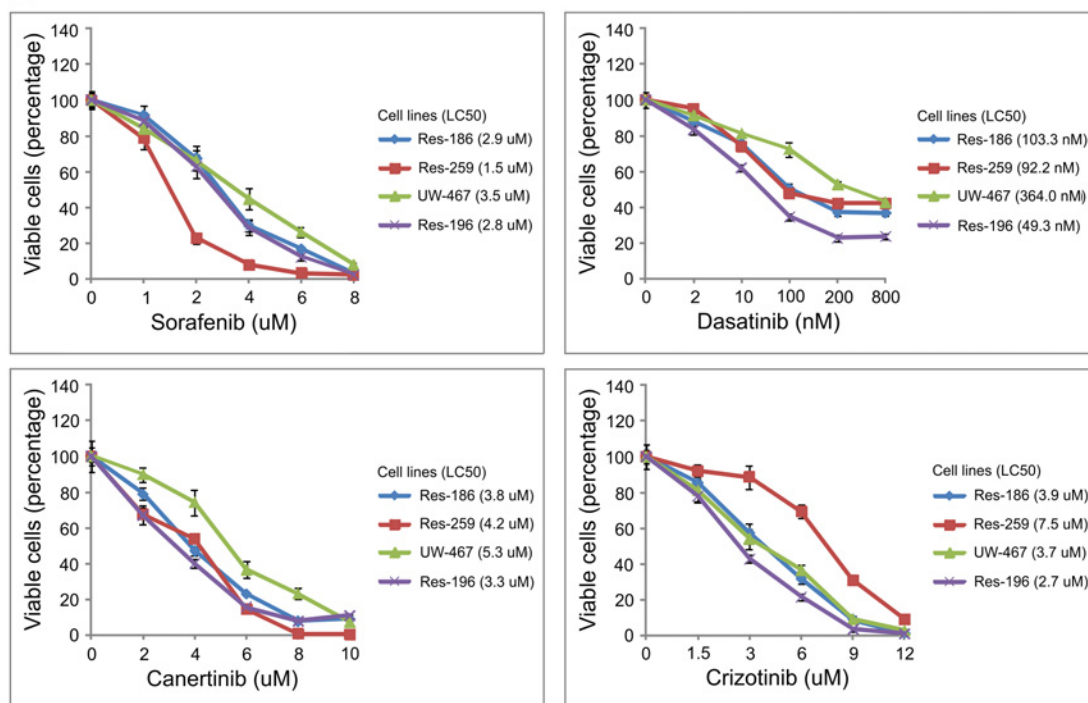 140
120
100
80
60
40
20
0
Viable cells (percentage)
0 1 2 4 6 8
Sorafenib (uM)
Cell lines (LC50)
Res-186 (2.9 uM)
Res-259 (1.5 uM)
UW-467 (3.5 uM)
Res-196 (2.8 uM)
140
120
100
80
60
40
20
0
Viable cells (percentage)
0 2 10 100 200 800
Dasatinib (nM)
Cell lines (LC50)
Res-186 (103.3 nM)
Res-259 (92.2 nM)
UW-467 (364.0 nM)
Res-196 (49.3 nM)
140
120
100
80
60
40
20
0
Viable cells (percentage)
0 2 4 6 8 10
Canertinib (uM)
Cell lines (LC50)
Res-186 (3.8 uM)
Res-259 (4.2 uM)
UW-467 (5.3 uM)
Res-196 (3.3 uM)
140
120
100
80
60
40
20
0
Viable cells (percentage)
0 1.5 3 6 9 12
Crizotinib (uM)
Cell lines (LC50)
Res-186 (3.9 uM)
Res-259 (7.5 uM)
UW-467 (3.7 uM)
Res-196 (2.7 uM)